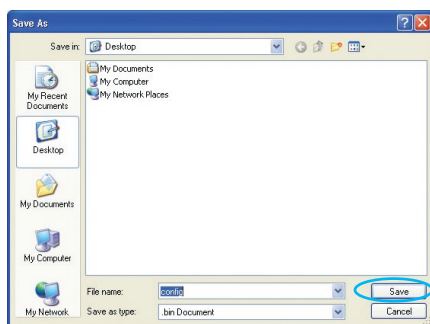 Save As
Save in:
Desktop
My Documents
My Computer
My Network Places
My Recent
Documents
Desktop
My Documents
My Computer
My Network
File name:
config
Save
Save as type:
.bin Document
Cancel